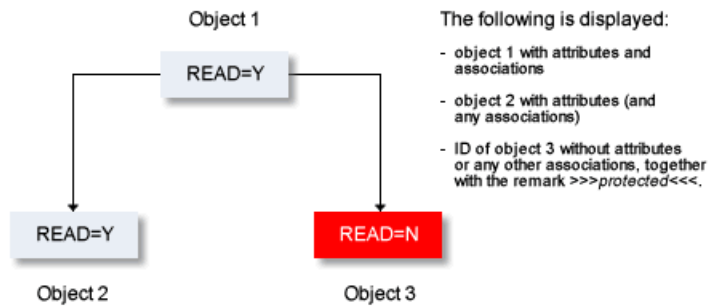 Object 1
READ=Y
READ=Y
Object 2
READ=N
Object 3
The following is displayed:
- object 1 with attributes and
associations
- object 2 with attributes (and
any associations)
- ID of object 3 without attributes
or any other associations, together
with the remark >>>protected<<<.